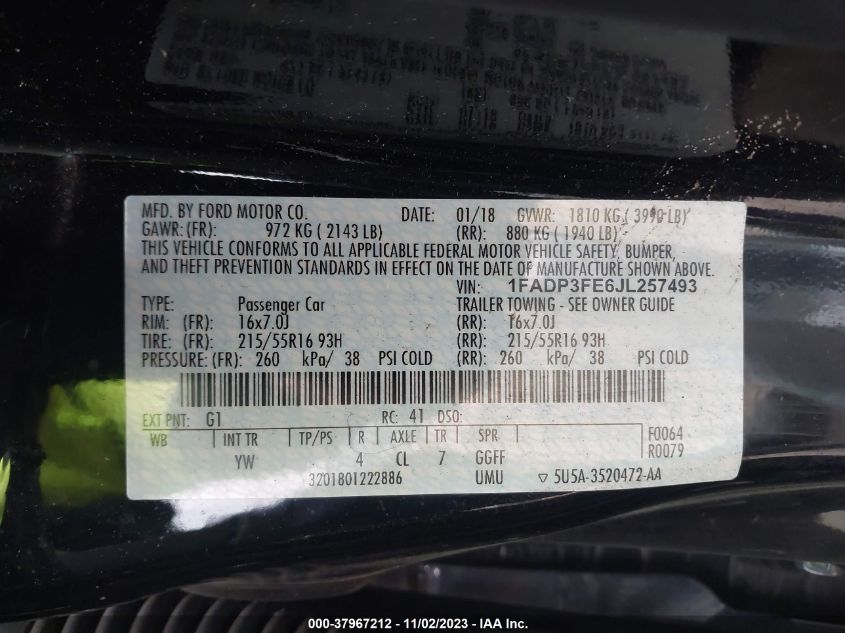 MFD. BY FORD MOTOR CO. DATE: 01/18 GVWR: 1810 KG ( 3990 LB)
GAWR:(FR): 972 KG ( 2143 LB) (RR): 880 KG ( 1940 LB)
THIS VEHICLE CONFORMS TO ALL APPLICABLE FEDERAL MOTOR VEHICLE SAFETY, BUMPER,
AND THEFT PREVENTION STANDARDS IN EFFECT ON THE DATE OF MANUFACTURE SHOWN ABOVE.
VIN: 1FADP3FE6JL257493
TYPE: Passenger Car TRAILER TOWING - SEE OWNER GUIDE
RIM: (FR): 16x7.0J (RR): 16x7.0J
TIRE: (FR): 215/55R16 93H (RR): 215/55R16 93H
PRESSURE:(FR): 260 kPa/ 38 PSI COLD (RR): 260 kPa/ 38 PSI COLD
EXT PNT: G1 RC: 41 DSO:
WB INT TR TP/PS R AXLE TR SPR F0064
YW 4 CL 7 GGFF R0079
3201801222886 UMU ▽ 5U5A-3520472-AA
000-37967212 - 11/02/2023 - IAA Inc.